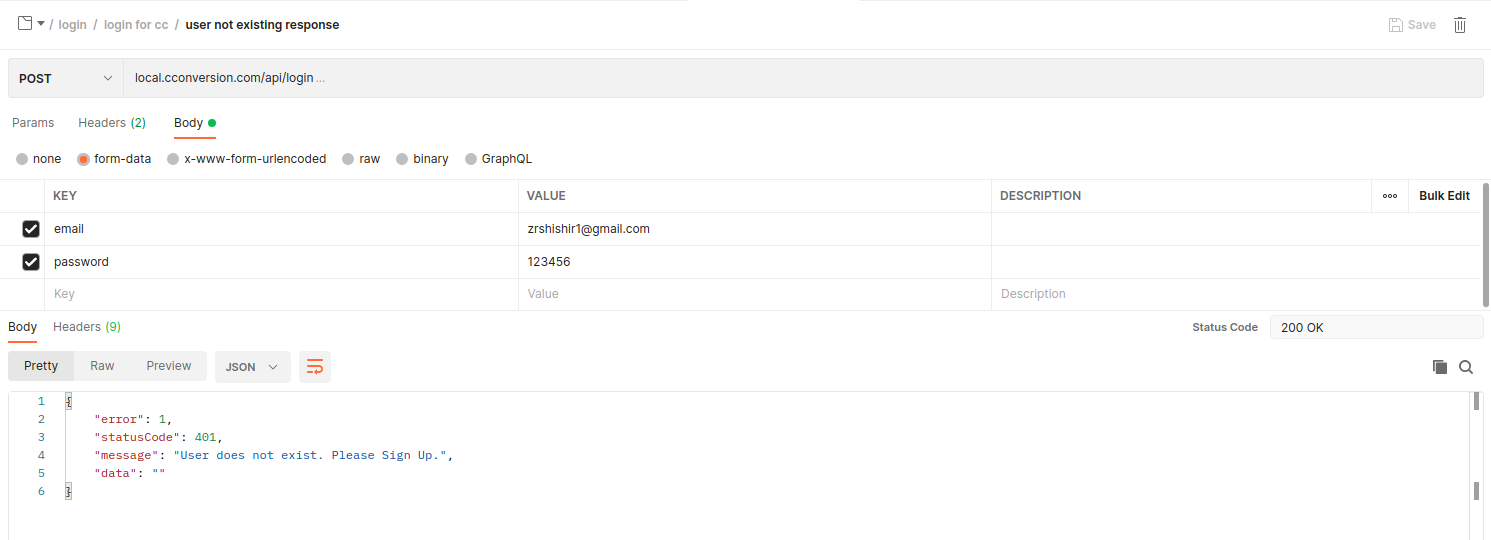 / login / login for cc / user not existing response Save
POST local.cconversion.com/api/login ...
Params Headers (2) Body
none form-data x-www-form-urlencoded raw binary GraphQL
KEY VALUE DESCRIPTION ooo Bulk Edit
email zrshishir1@gmail.com
password 123456
Key Value Description
Body Headers (9) Status Code 200 OK
Pretty Raw Preview JSON
1 {
2 "error": 1,
3 "statusCode": 401,
4 "message": "User does not exist. Please Sign Up.",
5 "data": ""
6 }